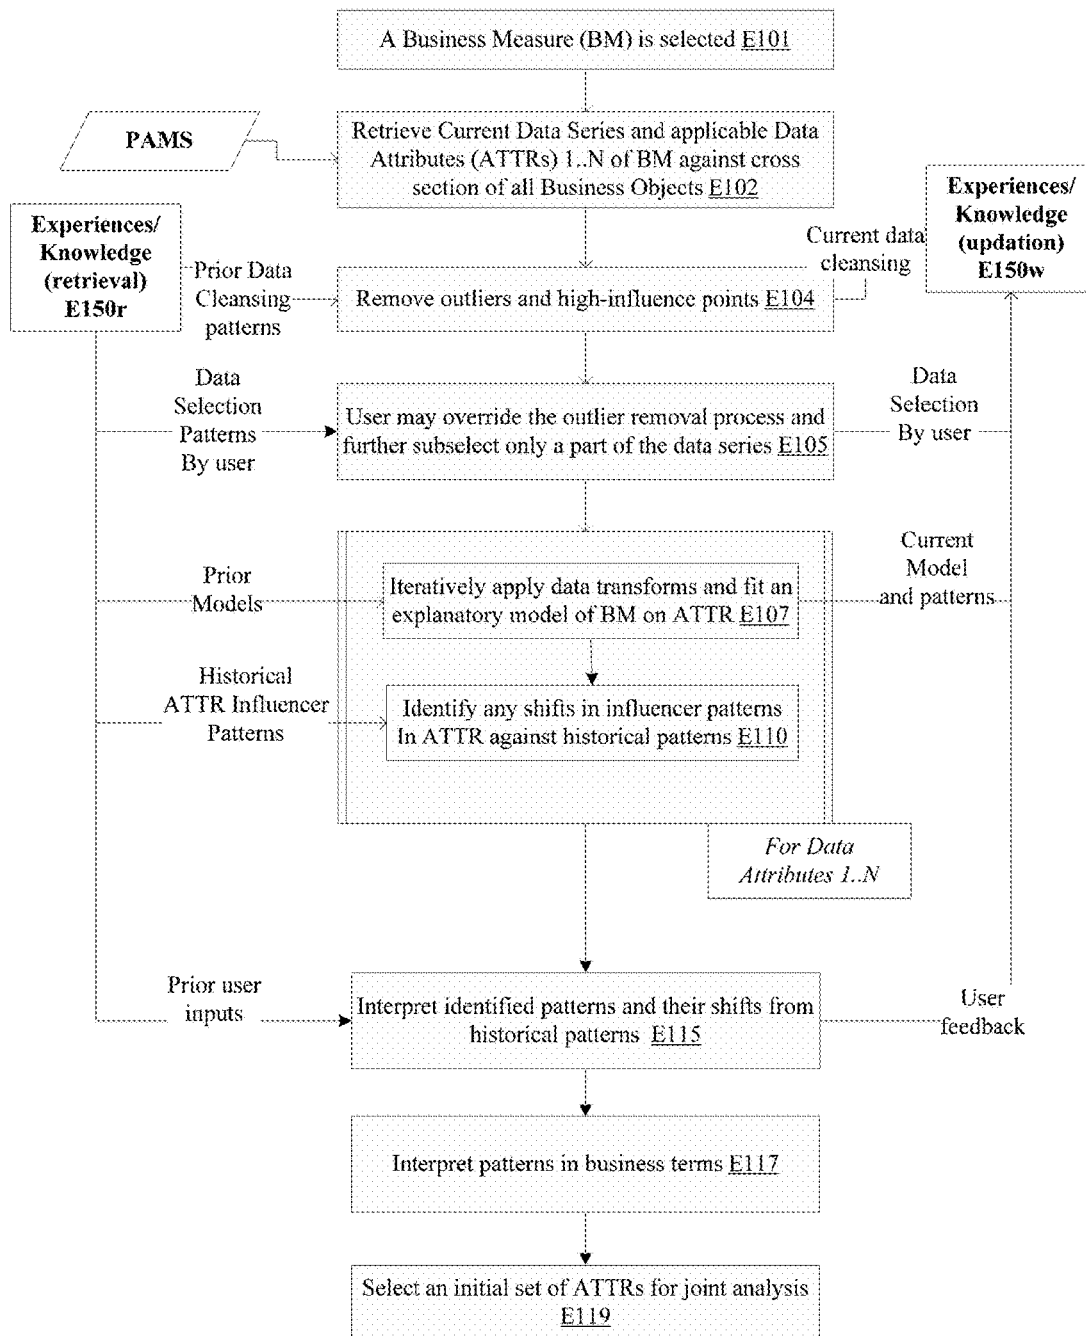 A Business Measure (BM) is selected E101
PAMS
Retrieve Current Data Series and applicable Data
Attributes (ATTRs) 1..N of BM against cross
section of all Business Objects E102
Experiences/
Knowledge
(retrieval)
E150r
Experiences/
Knowledge
(updation)
E150w
Prior Data
Cleansing
patterns
Remove outliers and high-influence points E104
Current data
cleansing
Data
Selection
Patterns
By user
User may override the outlier removal process and
further subselect only a part of the data series E105
Data
Selection
By user
Prior
Models
Iteratively apply data transforms and fit an
explanatory model of BM on ATTR E107
Current
Model
and patterns
Historical
ATTR Influencer
Patterns
Identify any shifts in influencer patterns
In ATTR against historical patterns E110
For Data
Attributes 1..N
Prior user
inputs
Interpret identified patterns and their shifts from
historical patterns E115
User
feedback
Interpret patterns in business terms E117
Select an initial set of ATTRs for joint analysis
E119